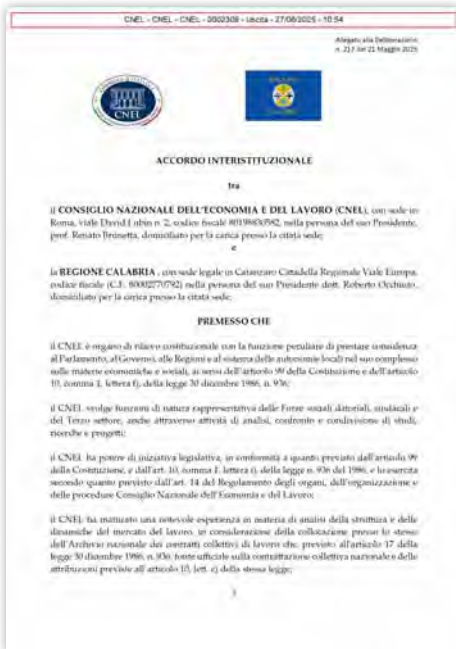 CNEL - CNEL - CNEL - 0002308 - Uscita - 27/06/2025 - 10:54
Allegato alla Deliberazione
n. 217 del 21 Maggio 2025
CNEL
ACCORDO INTERISTITUZIONALE
tra
il CONSIGLIO NAZIONALE DELL'ECONOMIA E DEL LAVORO (CNEL), con sede in
Roma, viale David Lubin n. 2, codice fiscale 80198650582, nella persona del suo Presidente,
prof. Renato Brunetta, domiciliato per la carica presso la citata sede;
e
la REGIONE CALABRIA , con sede legale in Catanzaro Cittadella Regionale Viale Europa,
codice fiscale (C.F. 80002270792) nella persona del suo Presidente dott. Roberto Occhiuto,
domiciliato per la carica presso la citata sede;
PREMESSO CHE
il CNEL è organo di rilievo costituzionale con la funzione peculiare di prestare consulenza
al Parlamento, al Governo, alle Regioni e al sistema delle autonomie locali nel suo complesso
sulle materie economiche e sociali, ai sensi dell'articolo 99 della Costituzione e dell'articolo
10, comma 1, lettera f), della legge 30 dicembre 1986, n. 936;
il CNEL svolge funzioni di natura rappresentativa delle Forze sociali datoriali, sindacali e
del Terzo settore, anche attraverso attività di analisi, confronto e condivisione di studi,
ricerche e progetti;
il CNEL ha potere di iniziativa legislativa, in conformità a quanto previsto dall'articolo 99
della Costituzione, e dall'art. 10, comma 1, lettera i), della legge n. 936 del 1986, e lo esercita
secondo quanto previsto dall'art. 14 del Regolamento degli organi, dell'organizzazione e
delle procedure Consiglio Nazionale dell'Economia e del Lavoro;
il CNEL ha maturato una notevole esperienza in materia di analisi della struttura e delle
dinamiche del mercato del lavoro, in considerazione della collocazione presso lo stesso
dell'Archivio nazionale dei contratti collettivi di lavoro che, previsto all'articolo 17 della
legge 30 dicembre 1986, n. 936, fonte ufficiale sulla contrattazione collettiva nazionale e delle
attribuzioni previste all'articolo 10, lett. c) della stessa legge;
1